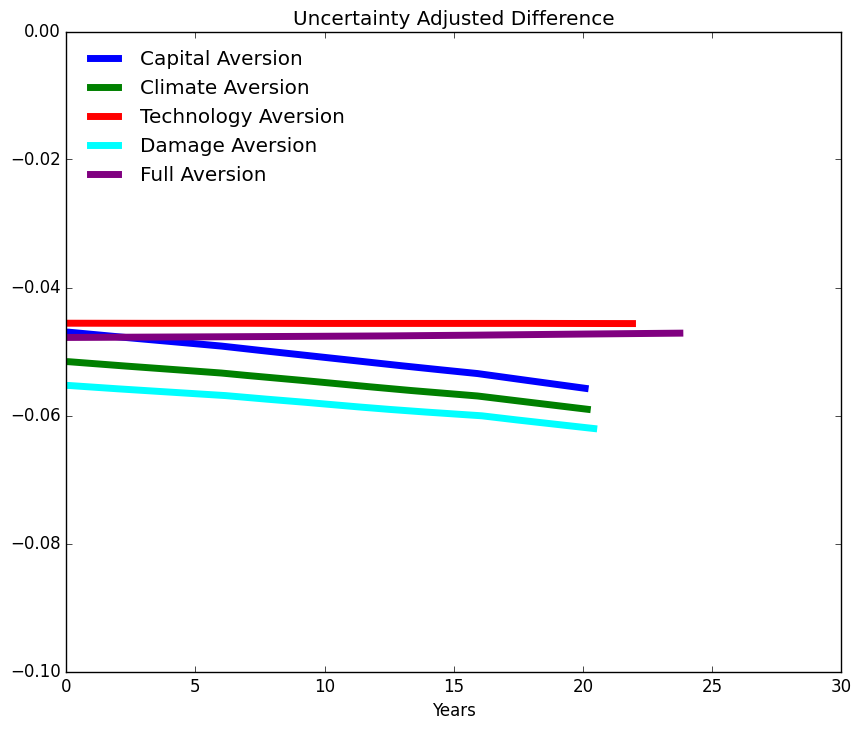 Uncertainty Adjusted Difference
0.00
Capital Aversion
Climate Aversion
Technology Aversion
Damage Aversion
Full Aversion
−0.02
−0.04
−0.06
−0.08
−0.10
0 5 10 15 20 25 30
Years